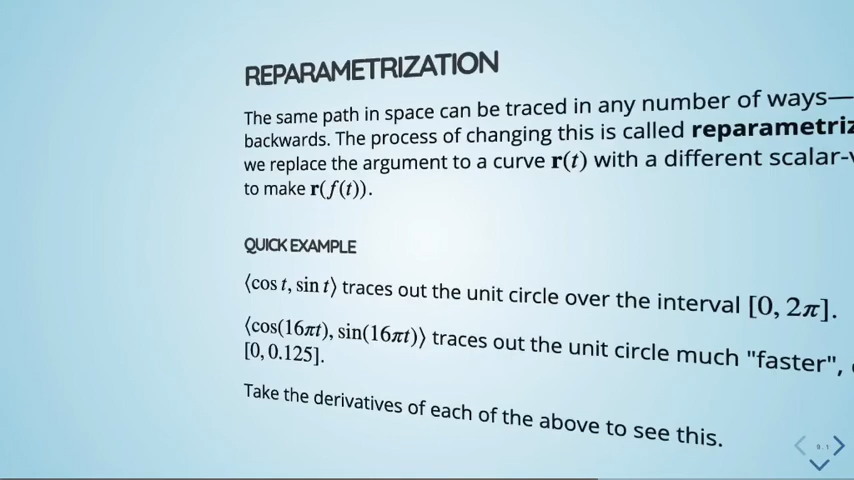 REPARAMETRIZATION
The same path in space can be traced in any number of ways—
backwards. The process of changing this is called reparametriz
we replace the argument to a curve r(t) with a different scalar-
to make r(f(t)).
QUICK EXAMPLE
⟨cos t, sin t⟩ traces out the unit circle over the interval [0, 2π].
⟨cos(16πt), sin(16πt)⟩ traces out the unit circle much "faster",
[0, 0.125].
Take the derivatives of each of the above to see this.